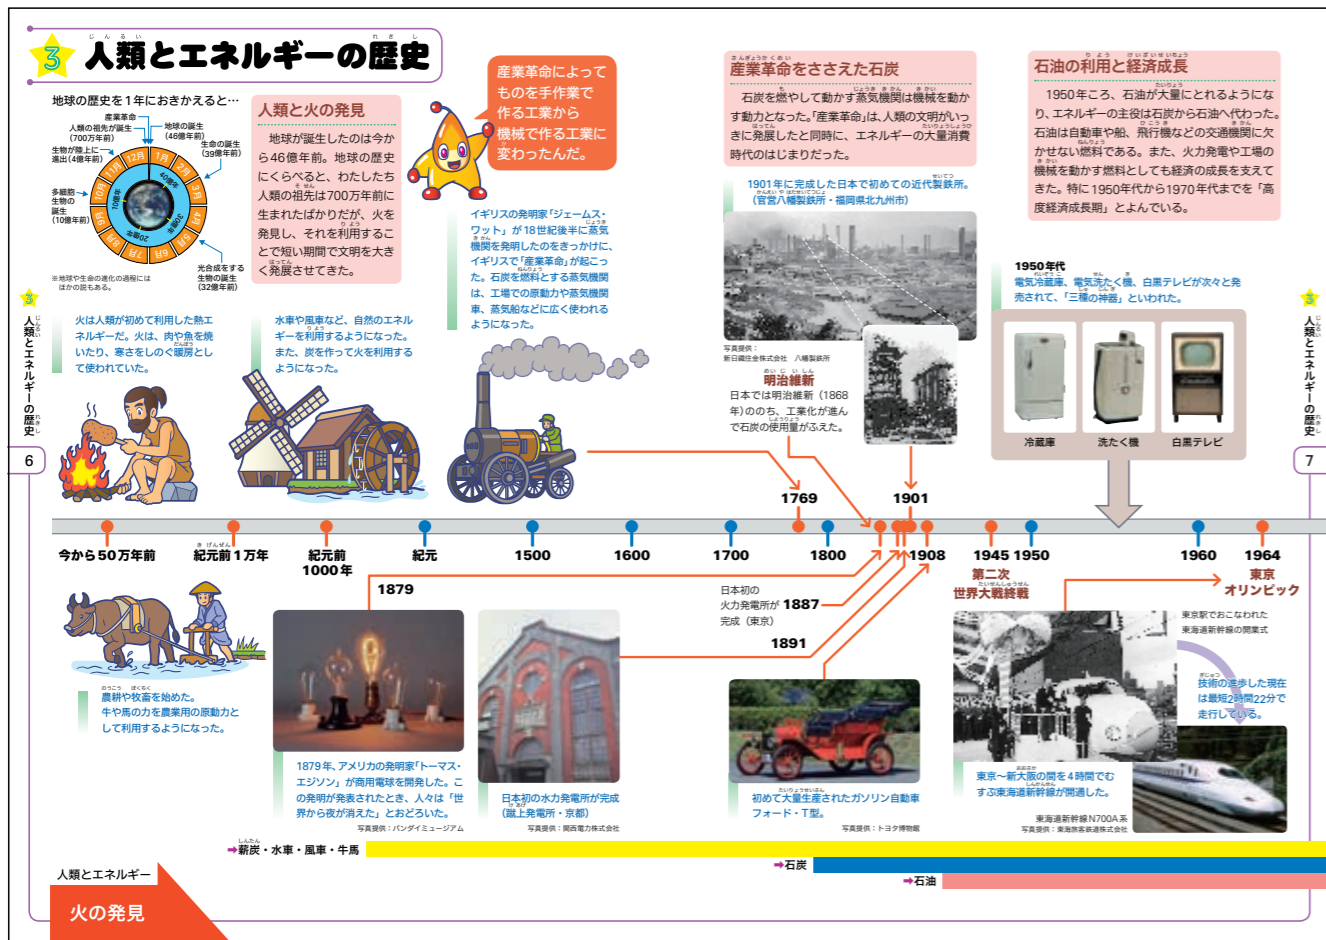 3 人類とエネルギーの歴史
じんるい
れきし
地球の歴史を1年におきかえると…
産業革命
人類の祖先が誕生
(700万年前)
生物が陸上に
進出(4億年前)
多細胞
生物の
誕生
(10億年前)
地球の誕生
(46億年前)
生命の誕生
(39億年前)
光合成をする
生物の誕生
(32億年前)
1月
2月
3月
4月
5月
6月
7月
8月
9月
10月
11月
12月
40億年
30億年
20億年
10億年
※地球や生命の進化の過程には
ほかの説もある。
人類と火の発見
地球が誕生したのは今か
ら46億年前。地球の歴史
にくらべると、わたしたち
人類の祖先は700万年前に
生まれたばかりだが、火を
発見し、それを利用するこ
とで短い期間で文明を大き
く発展させてきた。
産業革命によって
ものを手作業で
作る工業から
機械で作る工業に
変わったんだ。
イギリスの発明家「ジェームス・
ワット」が18世紀後半に蒸気
機関を発明したのをきっかけに、
イギリスで「産業革命」が起こっ
た。石炭を燃料とする蒸気機関
は、工場での原動力や蒸気機関
車、蒸気船などに広く使われる
ようになった。
火は人類が初めて利用した熱エ
ネルギーだ。火は、肉や魚を焼
いたり、寒さをしのぐ暖房とし
て使われていた。
水車や風車など、自然のエネル
ギーを利用するようになった。
また、炭を作って火を利用する
ようになった。
産業革命をささえた石炭
石炭を燃やして動かす蒸気機関は機械を動か
す動力となった。「産業革命」は、人類の文明がいっ
きに発展したと同時に、エネルギーの大量消費
時代のはじまりだった。
1901年に完成した日本で初めての近代製鉄所。
(官営八幡製鉄所・福岡県北九州市)
写真提供:
新日鐵住金株式会社 八幡製鉄所
明治維新
日本では明治維新(1868
年)ののち、工業化が進ん
で石炭の使用量がふえた。
石油の利用と経済成長
1950年ころ、石油が大量にとれるようにな
り、エネルギーの主役は石炭から石油へ代わった。
石油は自動車や船、飛行機などの交通機関に欠
かせない燃料である。また、火力発電や工場の
機械を動かす燃料としても経済の成長を支えて
きた。特に1950年代から1970年代までを「高
度経済成長期」とよんでいる。
1950年代
電気冷蔵庫、電気洗たく機、白黒テレビが次々と発
売されて、「三種の神器」といわれた。
冷蔵庫
洗たく機
白黒テレビ
3 人類とエネルギーの歴史
6
3 人類とエネルギーの歴史
7
1769
1901
今から50万年前
紀元前1万年
紀元前
1000年
紀元
1500
1600
1700
1800
1908
1945
1950
1960
1964
第二次
世界大戦終戦
東京
オリンピック
農耕や牧畜を始めた。
牛や馬の力を農業用の原動力と
して利用するようになった。
1879
1879年、アメリカの発明家「トーマス・
エジソン」が商用電球を開発した。こ
の発明が発表されたとき、人々は「世
界から夜が消えた」とおどろいた。
写真提供:バンダイミュージアム
日本初の水力発電所が完成
(蹴上発電所・京都)
写真提供:関西電力株式会社
日本初の
火力発電所が 1887
完成(東京)
1891
初めて大量生産されたガソリン自動車
フォード・T型。
写真提供:トヨタ博物館
東京駅でおこなわれた
東海道新幹線の開業式
技術の進歩した現在
は最短2時間22分で
走行している。
東京〜新大阪の間を4時間でむ
すぶ東海道新幹線が開通した。
東海道新幹線N700A系
写真提供:東海旅客鉄道株式会社
➡薪炭・水車・風車・牛馬
➡石炭
➡石油
人類とエネルギー
火の発見